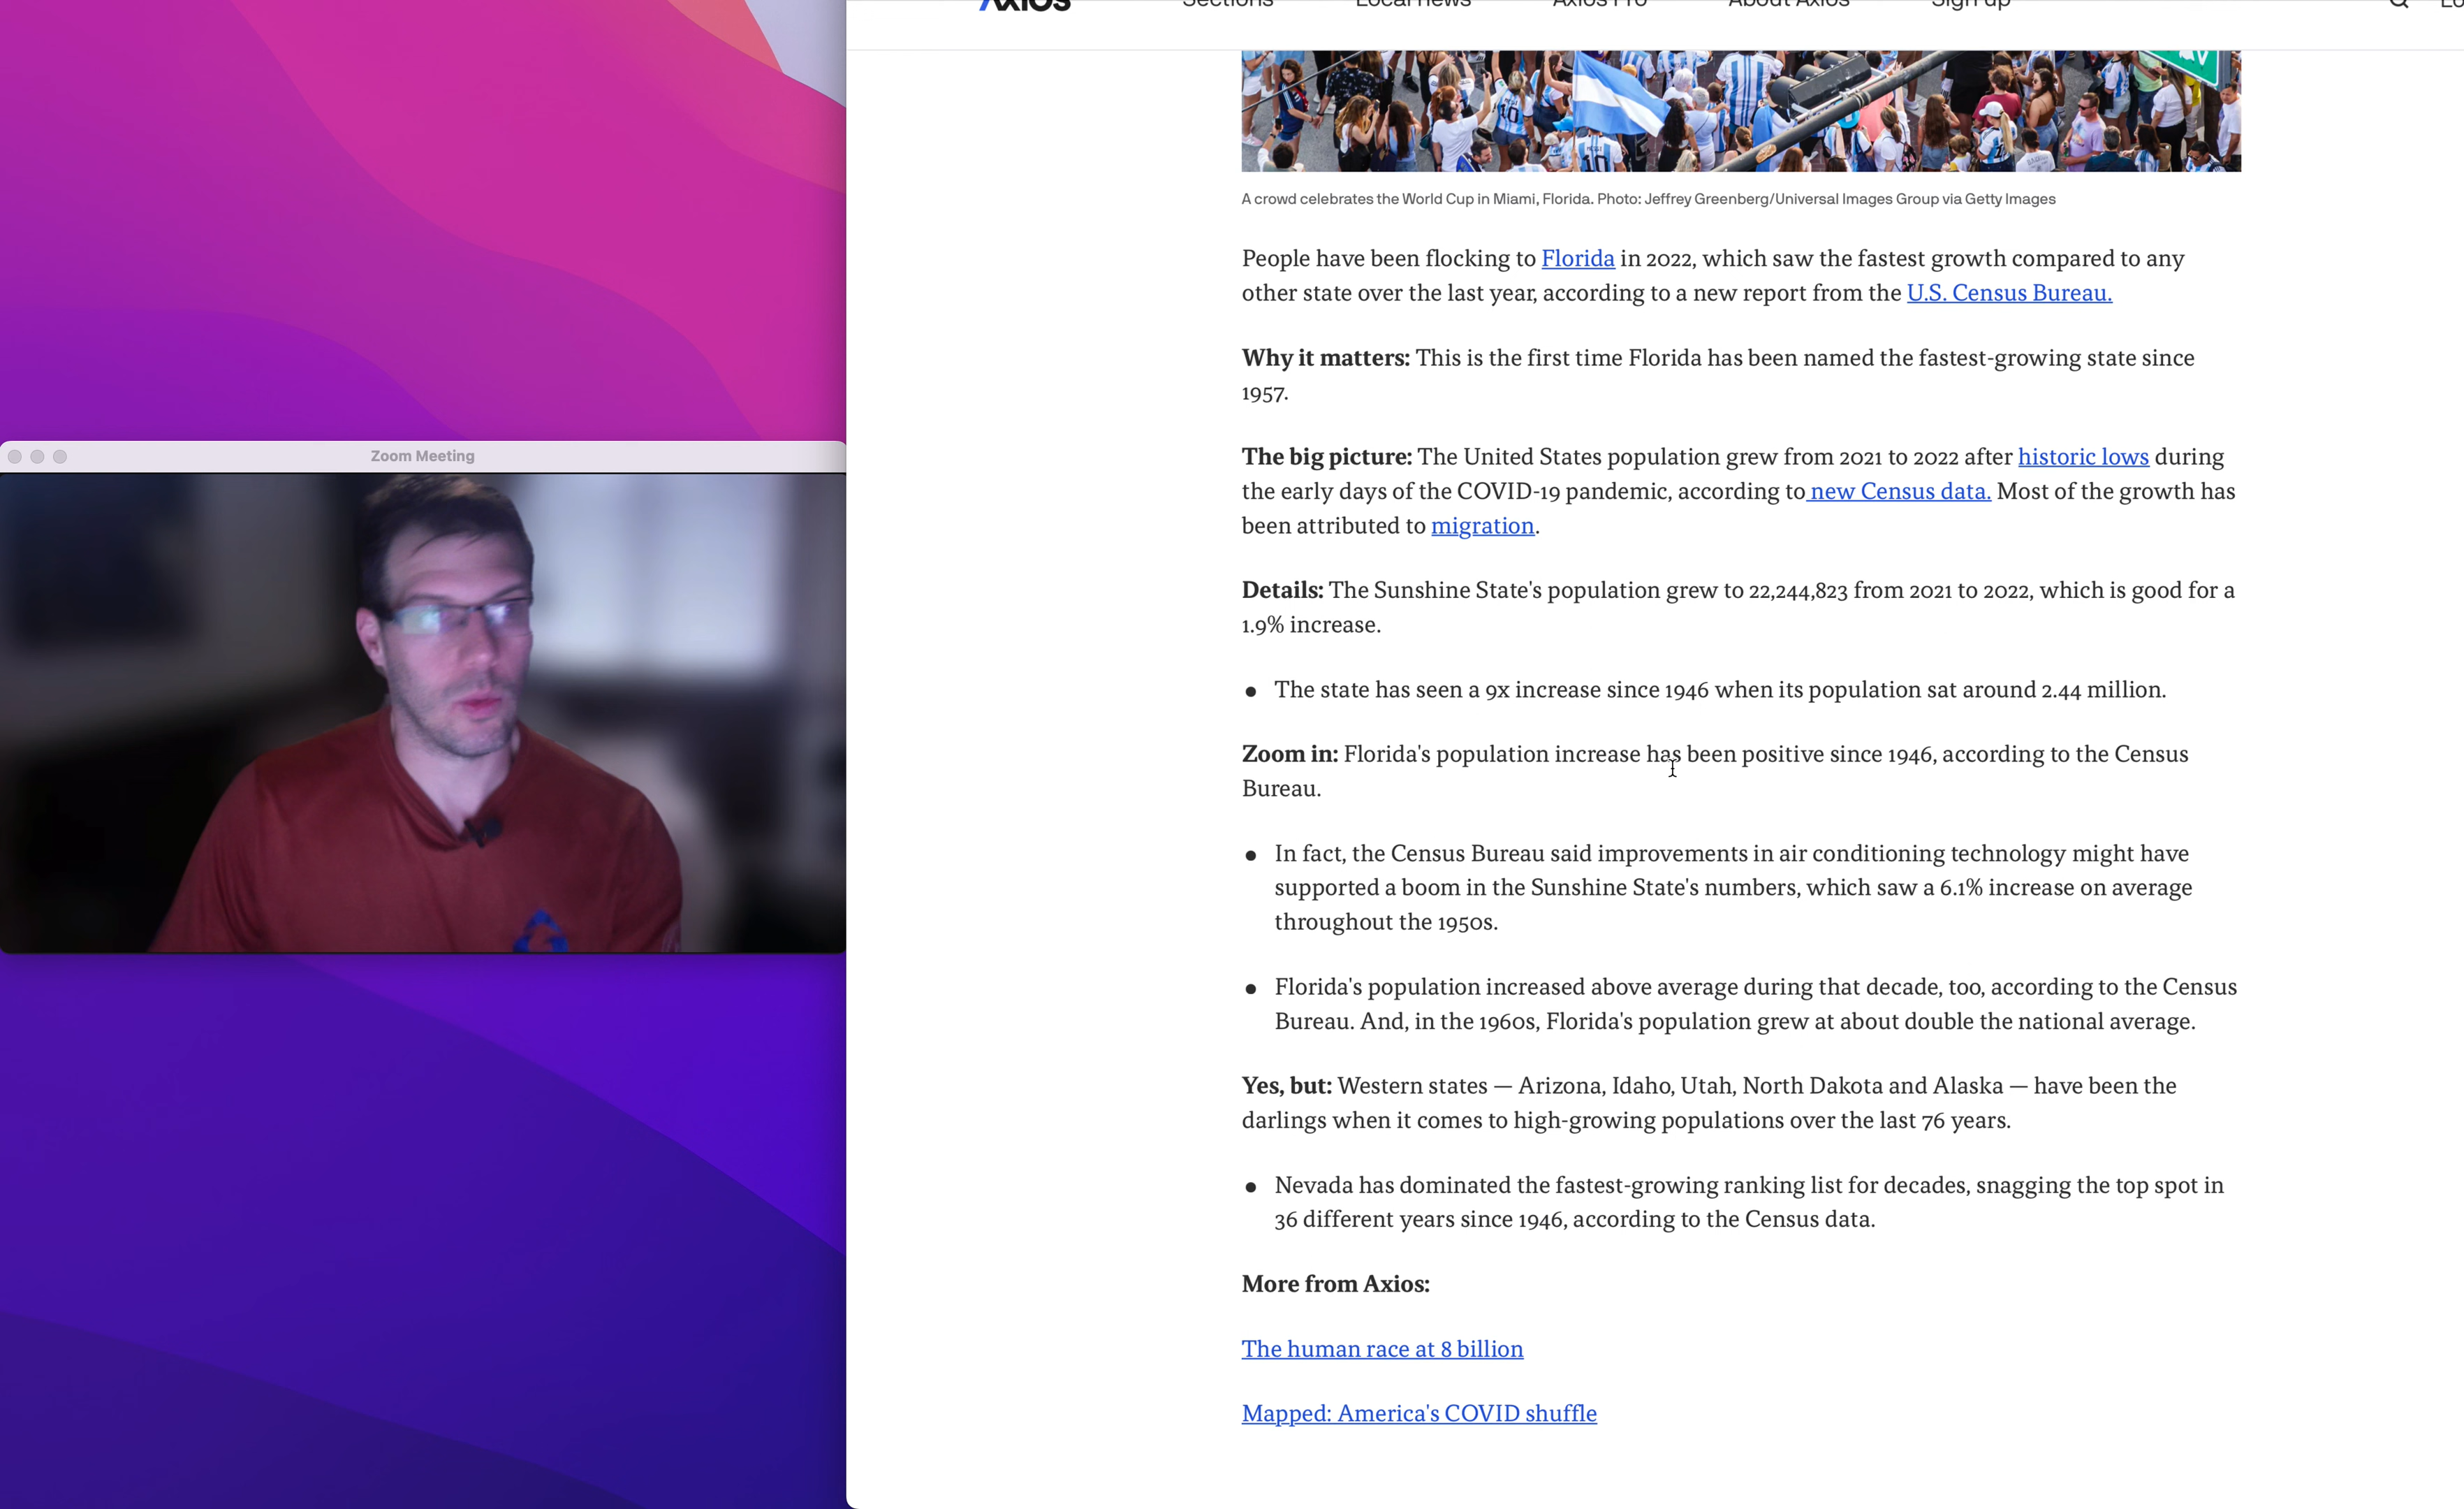 Axios
Sections
Local news
Axios Pro
About Axios
Sign up
10
10
A crowd celebrates the World Cup in Miami, Florida. Photo: Jeffrey Greenberg/Universal Images Group via Getty Images
People have been flocking to Florida in 2022, which saw the fastest growth compared to any
other state over the last year, according to a new report from the U.S. Census Bureau.
Why it matters: This is the first time Florida has been named the fastest-growing state since
1957.
The big picture: The United States population grew from 2021 to 2022 after historic lows during
the early days of the COVID-19 pandemic, according to new Census data. Most of the growth has
been attributed to migration.
Zoom Meeting
Details: The Sunshine State's population grew to 22,244,823 from 2021 to 2022, which is good for a
1.9% increase.
• The state has seen a 9x increase since 1946 when its population sat around 2.44 million.
Zoom in: Florida's population increase has been positive since 1946, according to the Census
Bureau.
• In fact, the Census Bureau said improvements in air conditioning technology might have
supported a boom in the Sunshine State's numbers, which saw a 6.1% increase on average
throughout the 1950s.
• Florida's population increased above average during that decade, too, according to the Census
Bureau. And, in the 1960s, Florida's population grew at about double the national average.
Yes, but: Western states — Arizona, Idaho, Utah, North Dakota and Alaska — have been the
darlings when it comes to high-growing populations over the last 76 years.
• Nevada has dominated the fastest-growing ranking list for decades, snagging the top spot in
36 different years since 1946, according to the Census data.
More from Axios:
The human race at 8 billion
Mapped: America's COVID shuffle